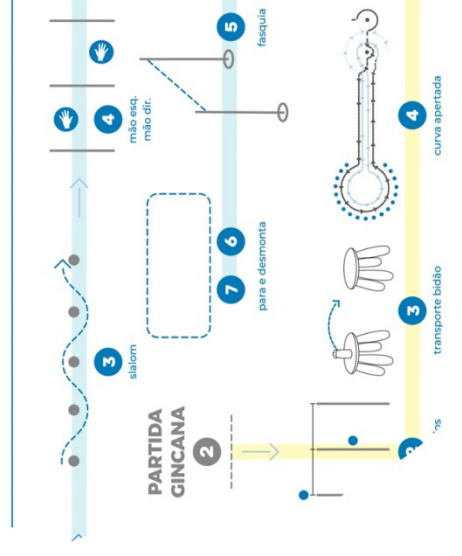 3
slalom
4
mão esq.
mão dir.
7
6
para e desmonta
5
fasquia
PARTIDA
GINCANA
2
3
transporte bidão
4
curva apertada